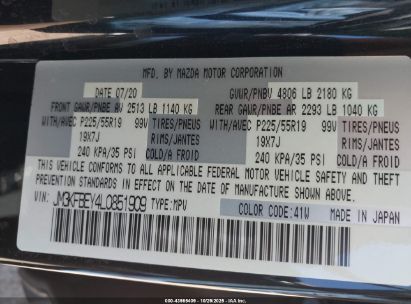 MFD. BY MAZDA MOTOR CORPORATION
DATE 07/20 GVWR/PNBV 4806 LB 2180 KG
FRONT GAWR/PNBE AV 2513 LB 1140 KG REAR GAWR/PNBE AR 2293 LB 1040 KG
WITH/AVEC P225/55R19 99V TIRES/PNEUS WITH/AVEC P225/55R19 99V TIRES/PNEUS
19X7J RIMS/JANTES 19X7J RIMS/JANTES
240 KPA/35 PSI COLD/A FROID 240 KPA/35 PSI COLD/A FROID
THIS VEHICLE CONFORMS TO ALL APPLICABLE FEDERAL MOTOR VEHICLE SAFETY AND THEFT
PREVENTION STANDARDS IN EFFECT ON THE DATE OF MANUFACTURE SHOWN ABOVE.
VIN: JM3KFBEY4L0851909 TYPE: MPV
COLOR CODE: 41W MADE IN JAPAN